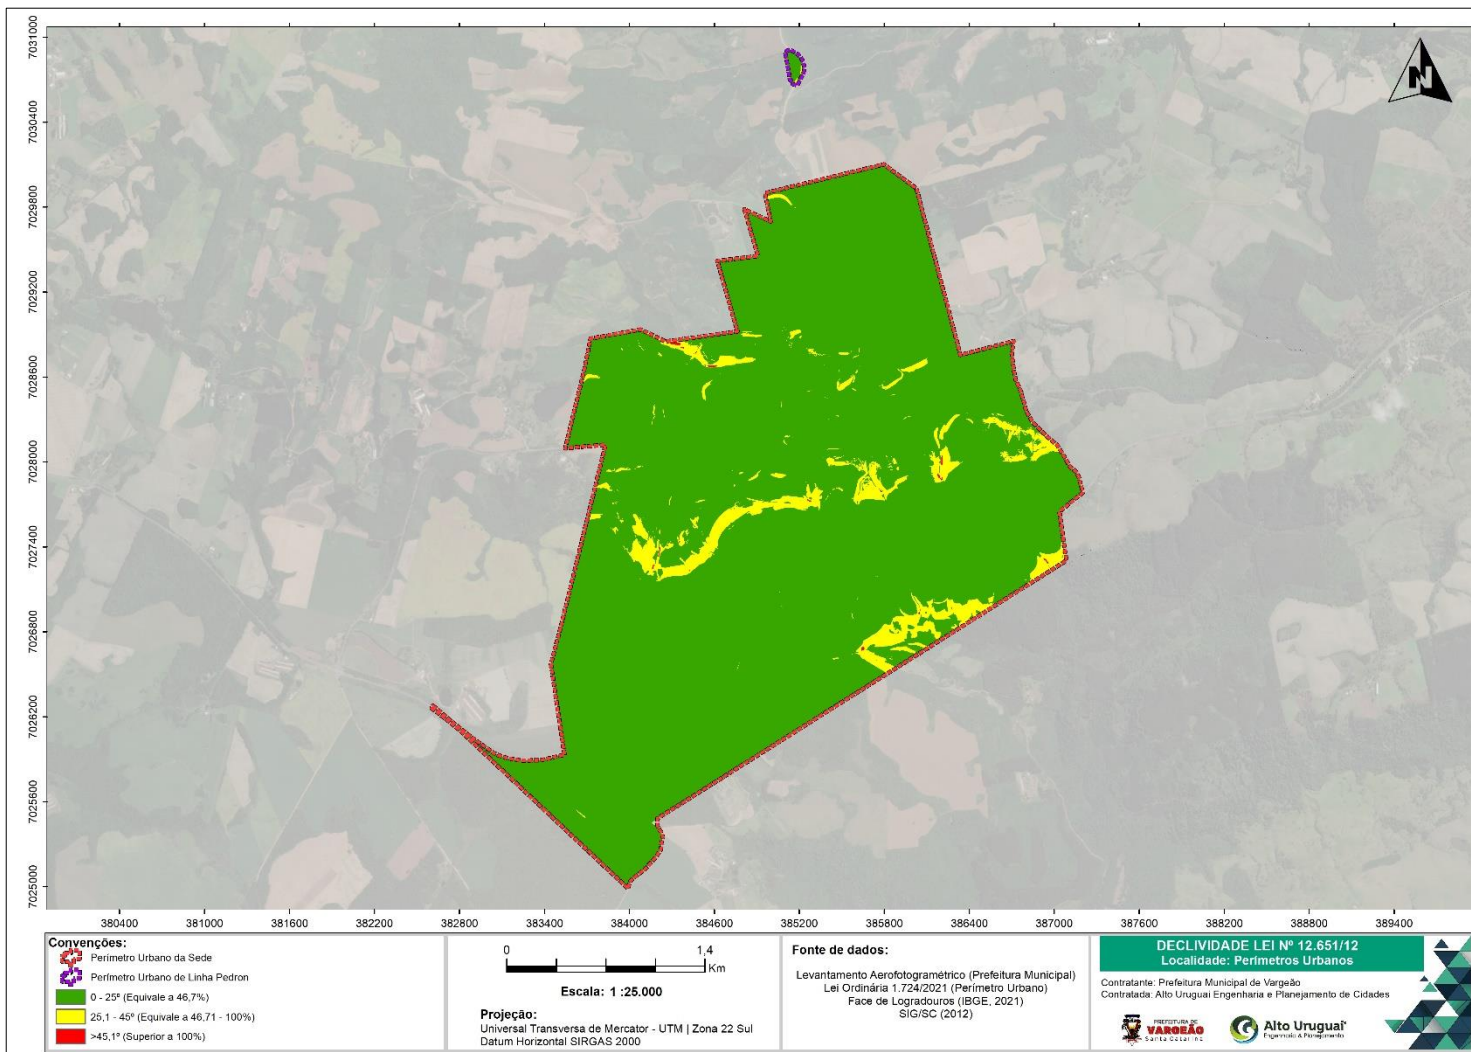 7031000
7030400
7029800
7029200
7028600
7028000
7027400
7026800
7026200
7025600
7025000
N
380400 381000 381600 382200 382800 383400 384000 384600 385200 385800 386400 387000 387600 388200 388800 389400
Convenções:
Perímetro Urbano da Sede
Perímetro Urbano de Linha Pedron
0 - 25º (Equivale a 46,7%)
25,1 - 45º (Equivale a 46,71 - 100%)
>45,1º (Superior a 100%)
0 1,4
Km
Escala: 1 :25.000
Projeção:
Universal Transversa de Mercator - UTM | Zona 22 Sul
Datum Horizontal SIRGAS 2000
Fonte de dados:
Levantamento Aerofotogramétrico (Prefeitura Municipal)
Lei Ordinária 1.724/2021 (Perímetro Urbano)
Face de Logradouros (IBGE, 2021)
SIG/SC (2012)
DECLIVIDADE LEI Nº 12.651/12
Localidade: Perímetros Urbanos
Contratante: Prefeitura Municipal de Vargeão
Contratada: Alto Uruguai Engenharia e Planejamento de Cidades
PREFEITURA DE
VARGEÃO
Santa Catarina
Alto Uruguai
Engenharia & Planejamento